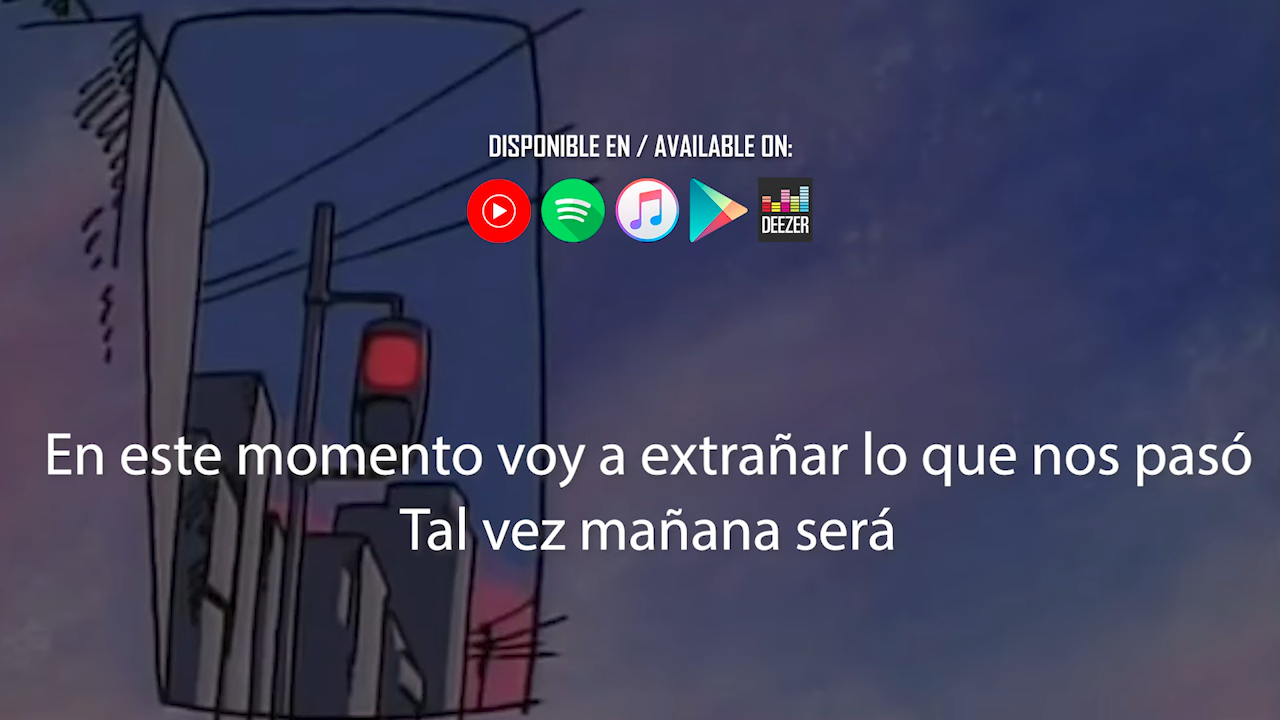 DISPONIBLE EN / AVAILABLE ON:
DEEZER
En este momento voy a extrañar lo que nos pasó
Tal vez mañana será